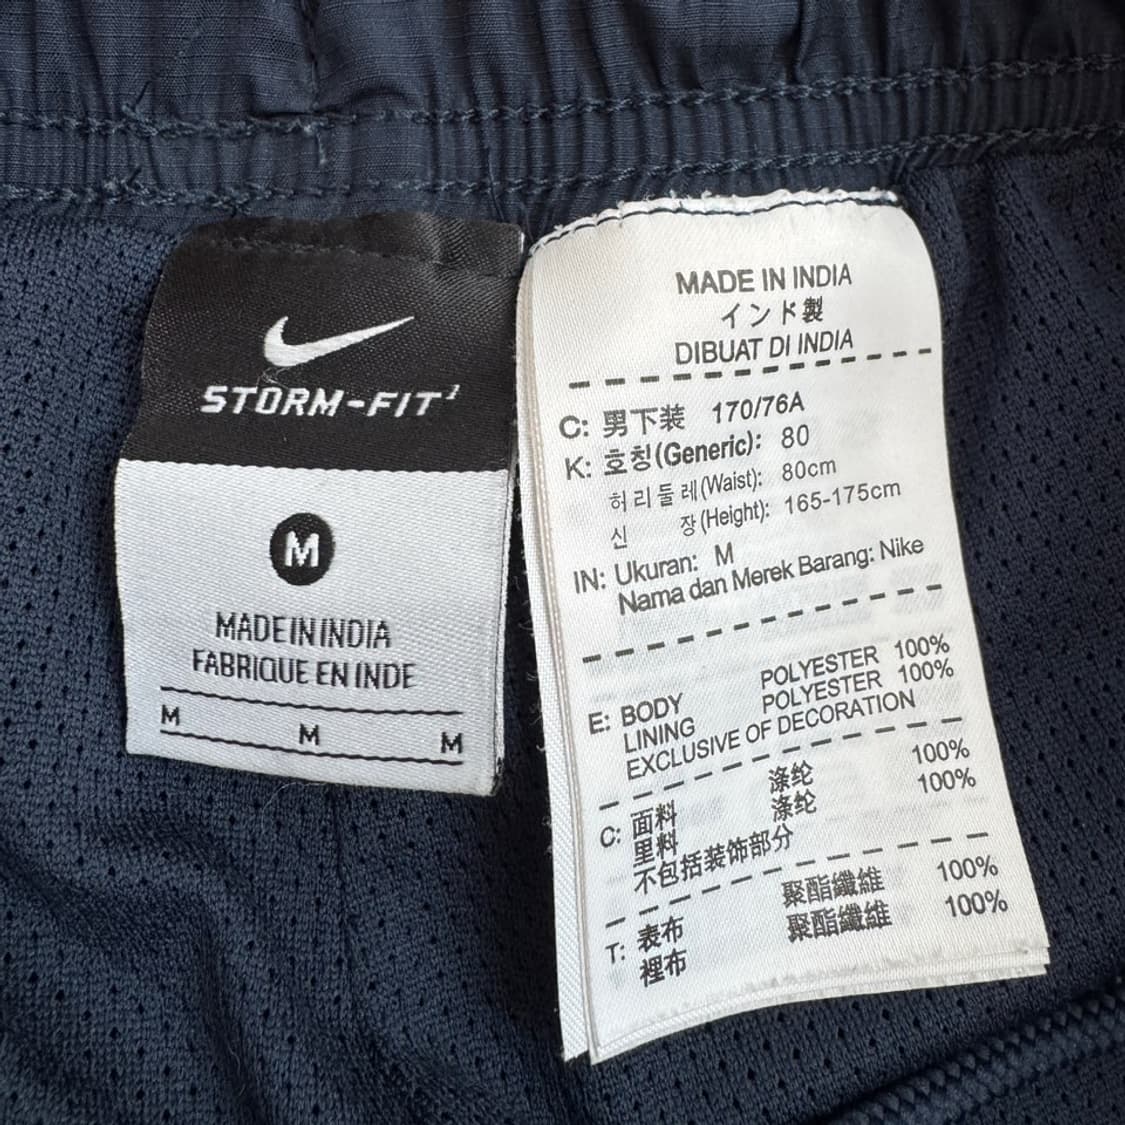 STORM-FIT¹
M
MADE IN INDIA
FABRIQUE EN INDE
M M M
MADE IN INDIA
インド製
DIBUAT DI INDIA
C: 男下装 170/76A
K: 호칭(Generic): 80
허리둘레(Waist): 80cm
신 장(Height): 165-175cm
IN: Ukuran: M
Nama dan Merek Barang: Nike
E: BODY POLYESTER 100%
LINING POLYESTER 100%
EXCLUSIVE OF DECORATION
C: 面料 涤纶 100%
里料 涤纶 100%
不包括装饰部分
T: 表布 聚酯纖維 100%
裡布 聚酯纖維 100%